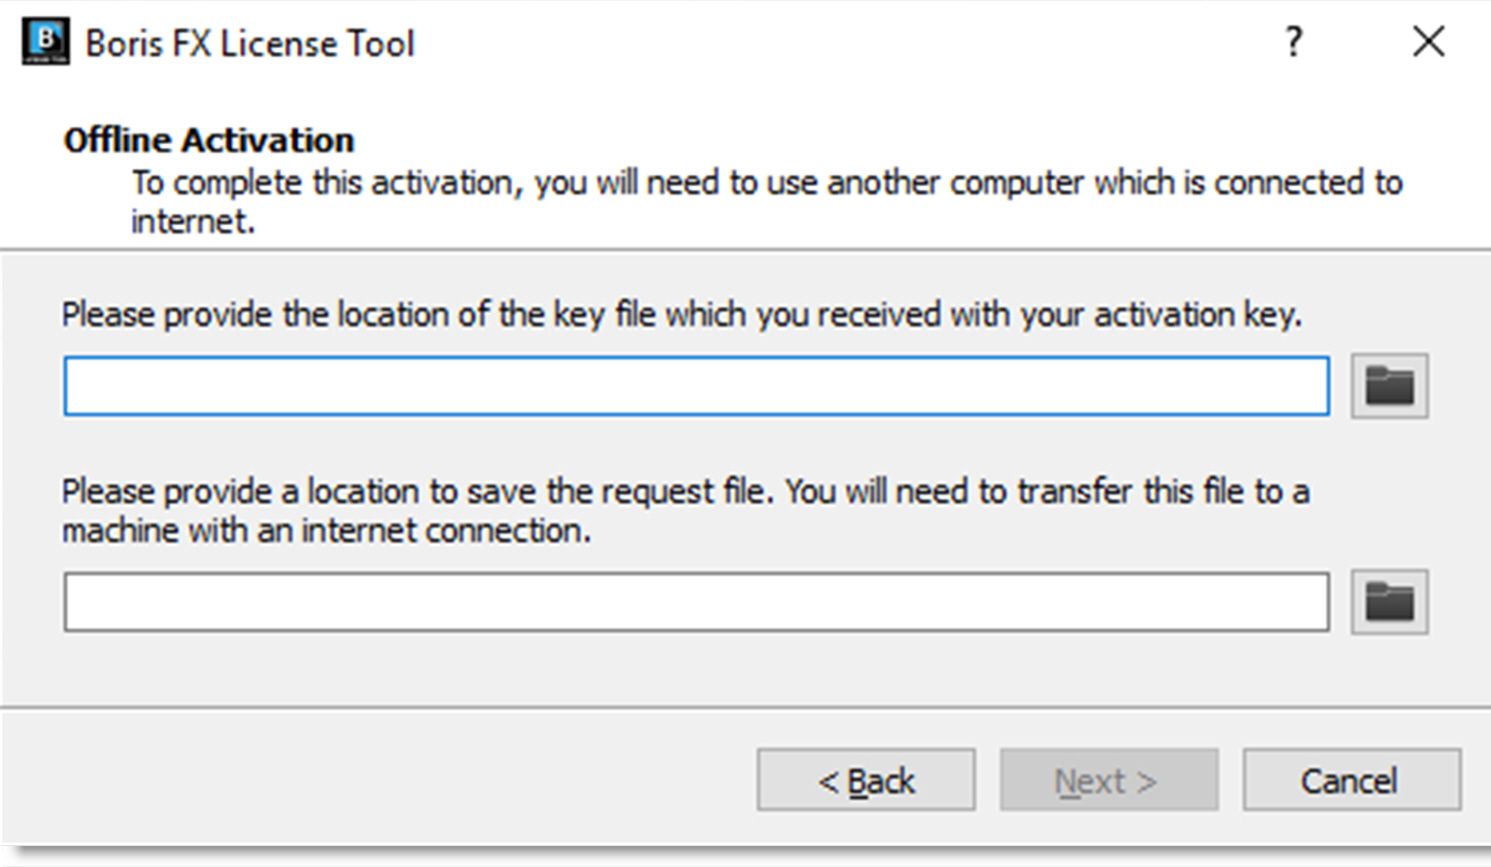 B
Boris FX License Tool
?
Offline Activation
To complete this activation, you will need to use another computer which is connected to
internet.
Please provide the location of the key file which you received with your activation key.
Please provide a location to save the request file. You will need to transfer this file to a
machine with an internet connection.
< Back
Next >
Cancel